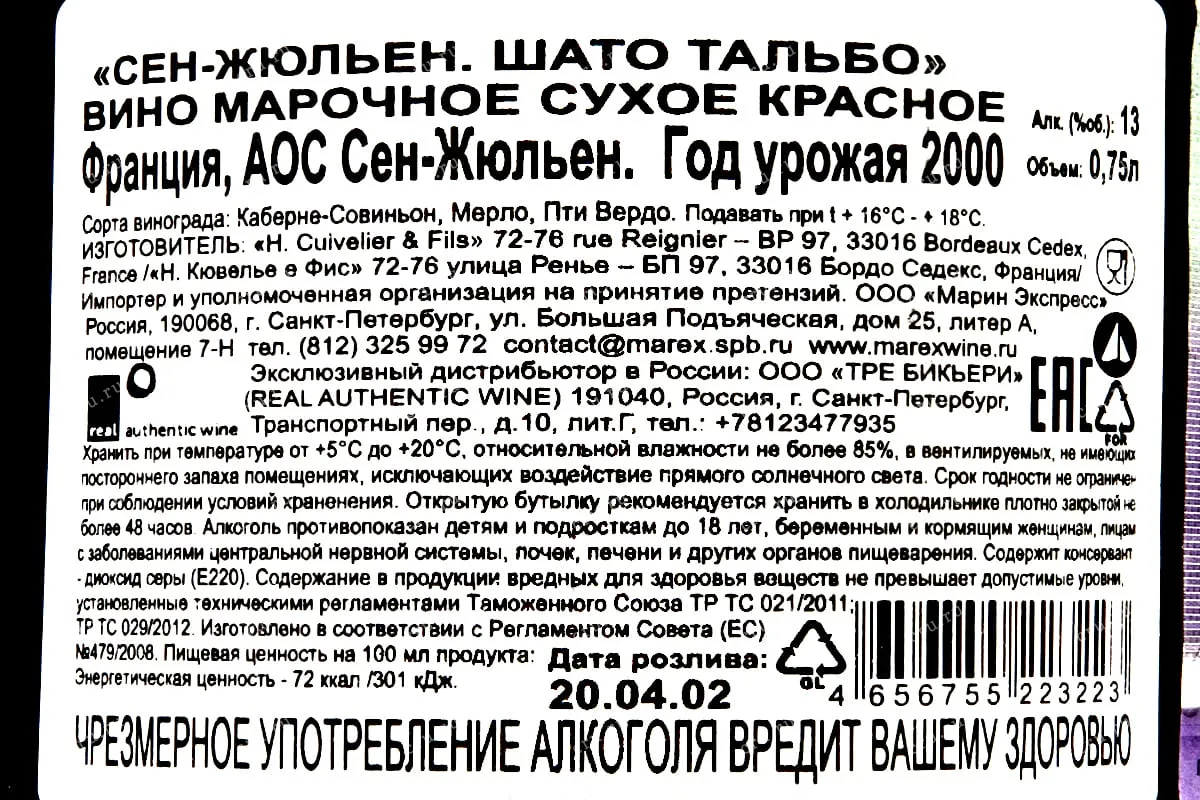 «СЕН-ЖЮЛЬЕН. ШАТО ТАЛЬБО»
ВИНО МАРОЧНОЕ СУХОЕ КРАСНОЕ
Алк. (%об.): 13
Франция, АОС Сен-Жюльен. Год урожая 2000
Объем: 0,75л
Сорта винограда: Каберне-Совиньон, Мерло, Пти Вердо. Подавать при t + 16°C - + 18°C.
ИЗГОТОВИТЕЛЬ: «H. Cuivelier & Fils» 72-76 rue Reignier – BP 97, 33016 Bordeaux Cedex,
France /«Н. Кювелье е Фис» 72-76 улица Ренье – БП 97, 33016 Бордо Седекс, Франция/
Импортер и уполномоченная организация на принятие претензий. ООО «Марин Экспресс»
Россия, 190068, г. Санкт-Петербург, ул. Большая Подъяческая, дом 25, литер А,
помещение 7-Н тел. (812) 325 99 72 contact@marex.spb.ru www.marexwine.ru
Эксклюзивный дистрибьютор в России: ООО «ТРЕ БИКЬЕРИ»
(REAL AUTHENTIC WINE) 191040, Россия, г. Санкт-Петербург,
real authentic wine Транспортный пер., д.10, лит.Г, тел.: +78123477935
EAC
FOR
Хранить при температуре от +5°С до +20°С, относительной влажности не более 85%, в вентилируемых, не имеющих
постороннего запаха помещениях, исключающих воздействие прямого солнечного света. Срок годности не ограниче-
при соблюдении условий храненения. Открытую бутылку рекомендуется хранить в холодильнике плотно закрытой не
более 48 часов. Алкоголь противопоказан детям и подросткам до 18 лет, беременным и кормящим женщинам, лицам
с заболеваниями центральной нервной системы, почек, печени и других органов пищеварения. Содержит консервант
- диоксид серы (Е220). Содержание в продукции вредных для здоровья веществ не превышает допустимые уровни,
установленные техническими регламентами Таможенного Союза ТР ТС 021/2011;
ТР ТС 029/2012. Изготовлено в соответствии с Регламентом Совета (ЕС)
№479/2008. Пищевая ценность на 100 мл продукта:
Энергетическая ценность - 72 ккал /301 кДж.
Дата розлива:
20.04.02
GL
4 656755 223223
ЧРЕЗМЕРНОЕ УПОТРЕБЛЕНИЕ АЛКОГОЛЯ ВРЕДИТ ВАШЕМУ ЗДОРОВЬЮ